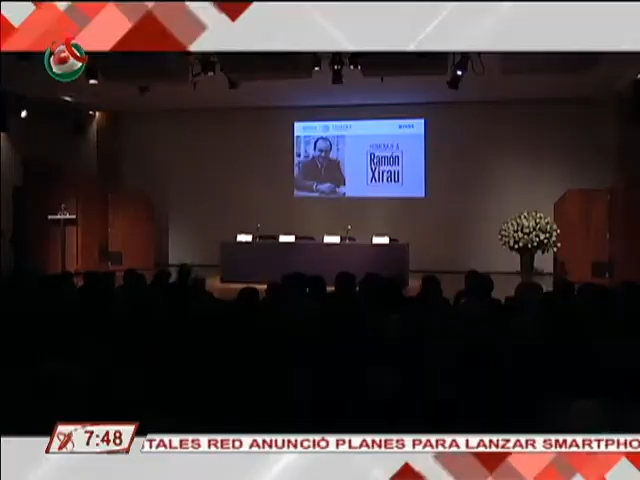 HOMENAJE A
Ramón
Xirau
7:48
TALES RED ANUNCIÓ PLANES PARA LANZAR SMARTPHO